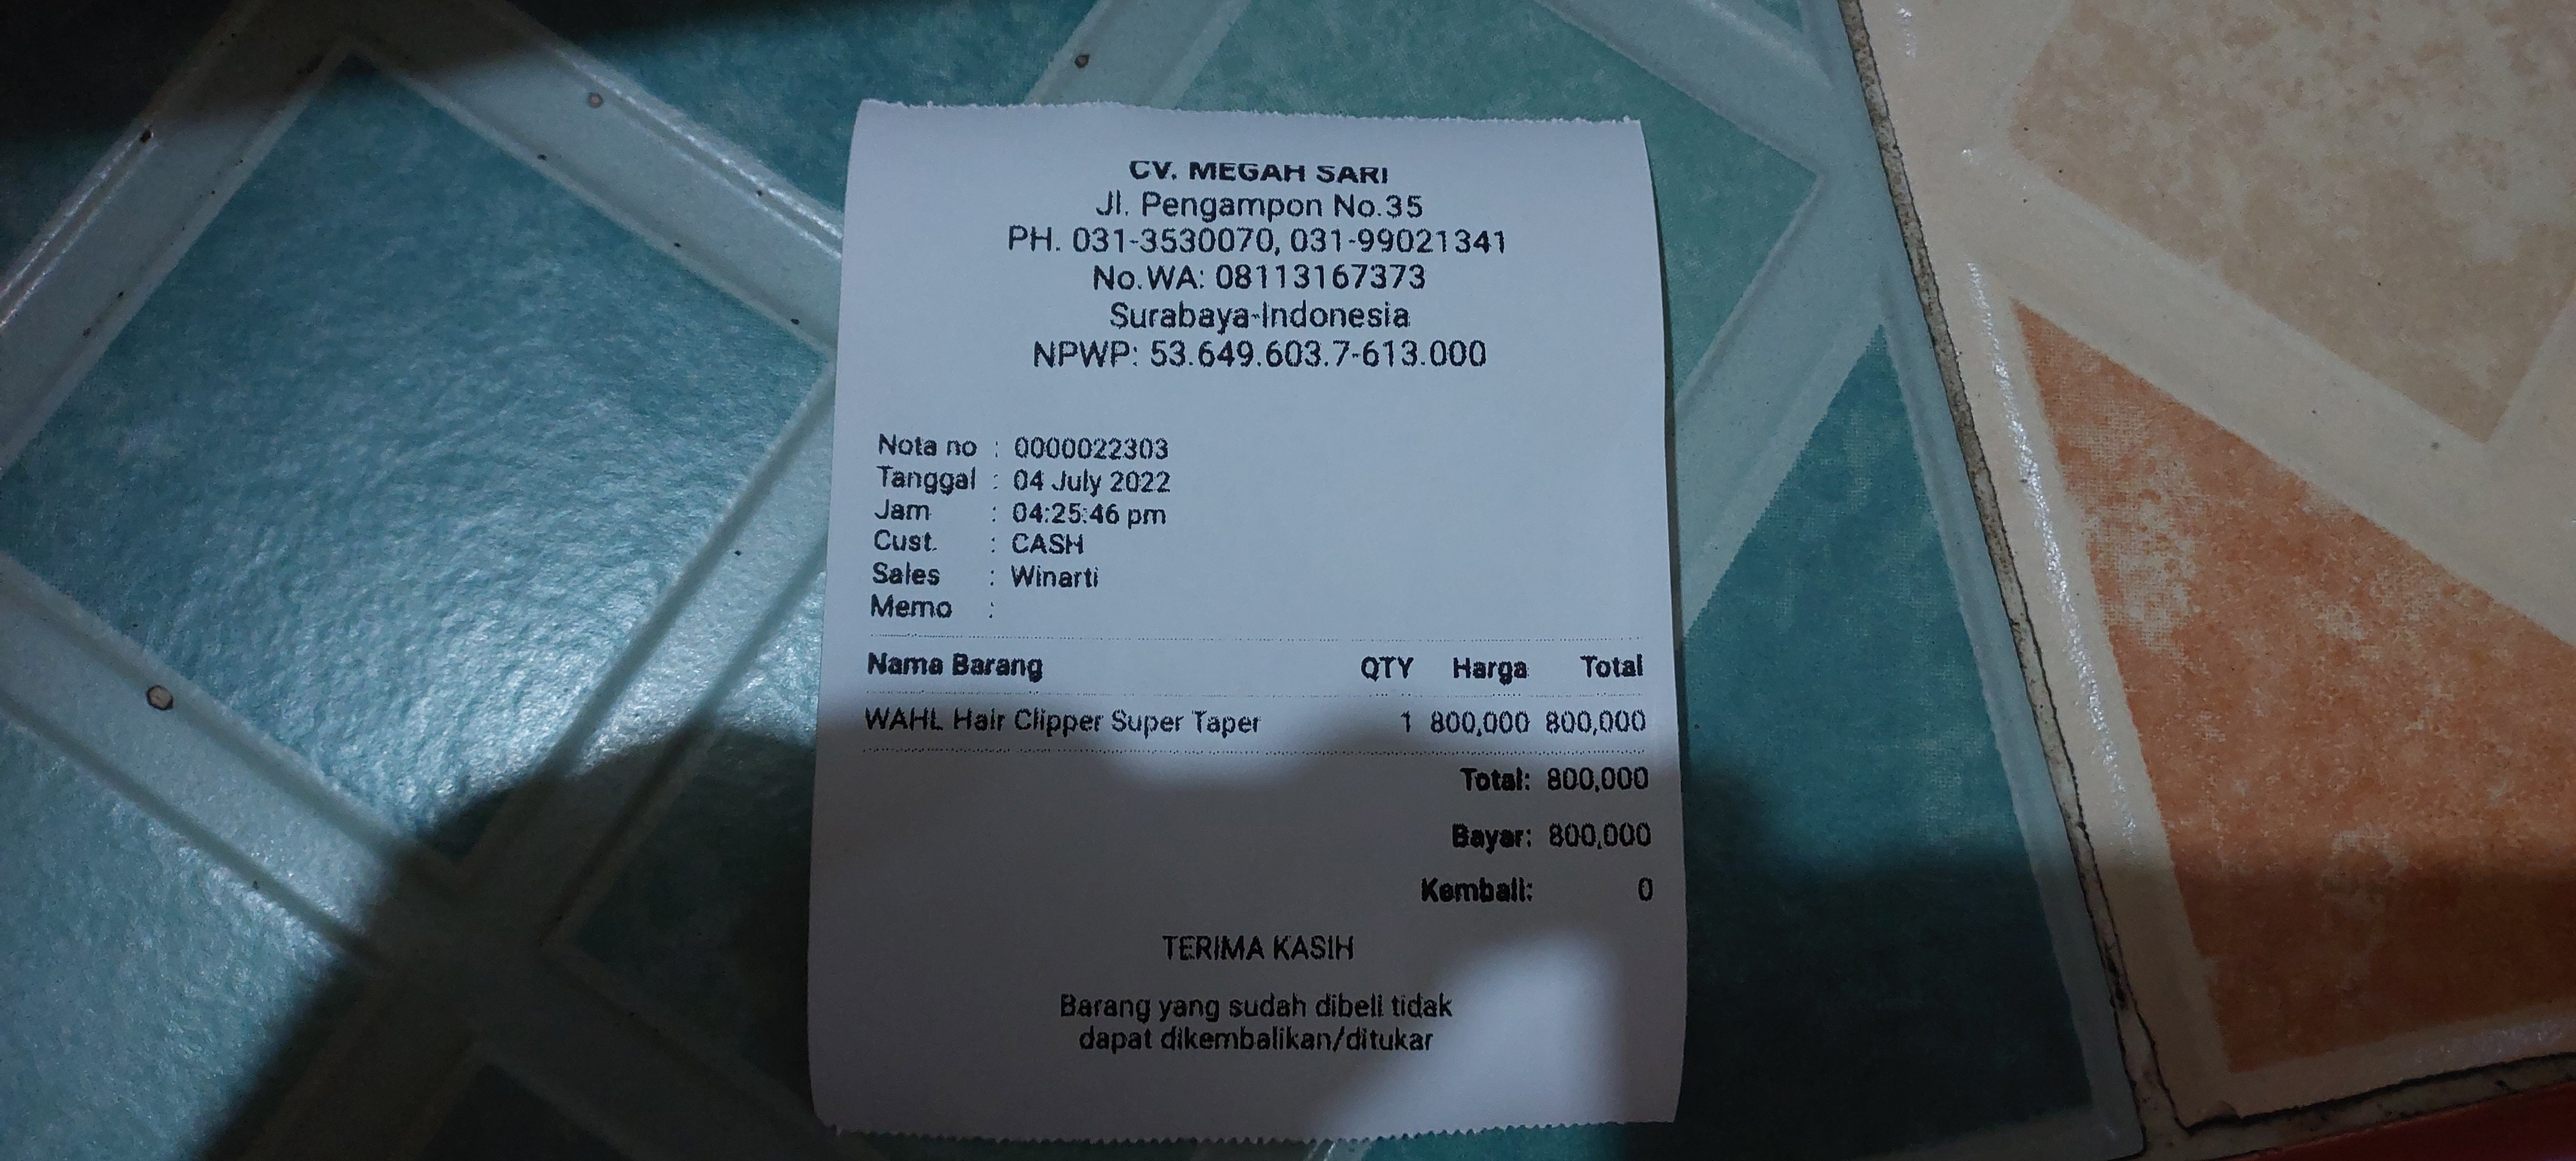 CV. MEGAH SARI
Jl. Pengampon No.35
PH. 031-3530070, 031-99021341
No.WA: 08113167373
Surabaya-Indonesia
NPWP: 53.649.603.7-613.000
Nota no : 0000022303
Tanggal : 04 July 2022
Jam : 04:25:46 pm
Cust. : CASH
Sales : Winarti
Memo :
Nama Barang QTY Harga Total
WAHL Hair Clipper Super Taper 1 800,000 800,000
Total: 800,000
Bayar: 800,000
Kembali: 0
TERIMA KASIH
Barang yang sudah dibeli tidak
dapat dikembalikan/ditukar